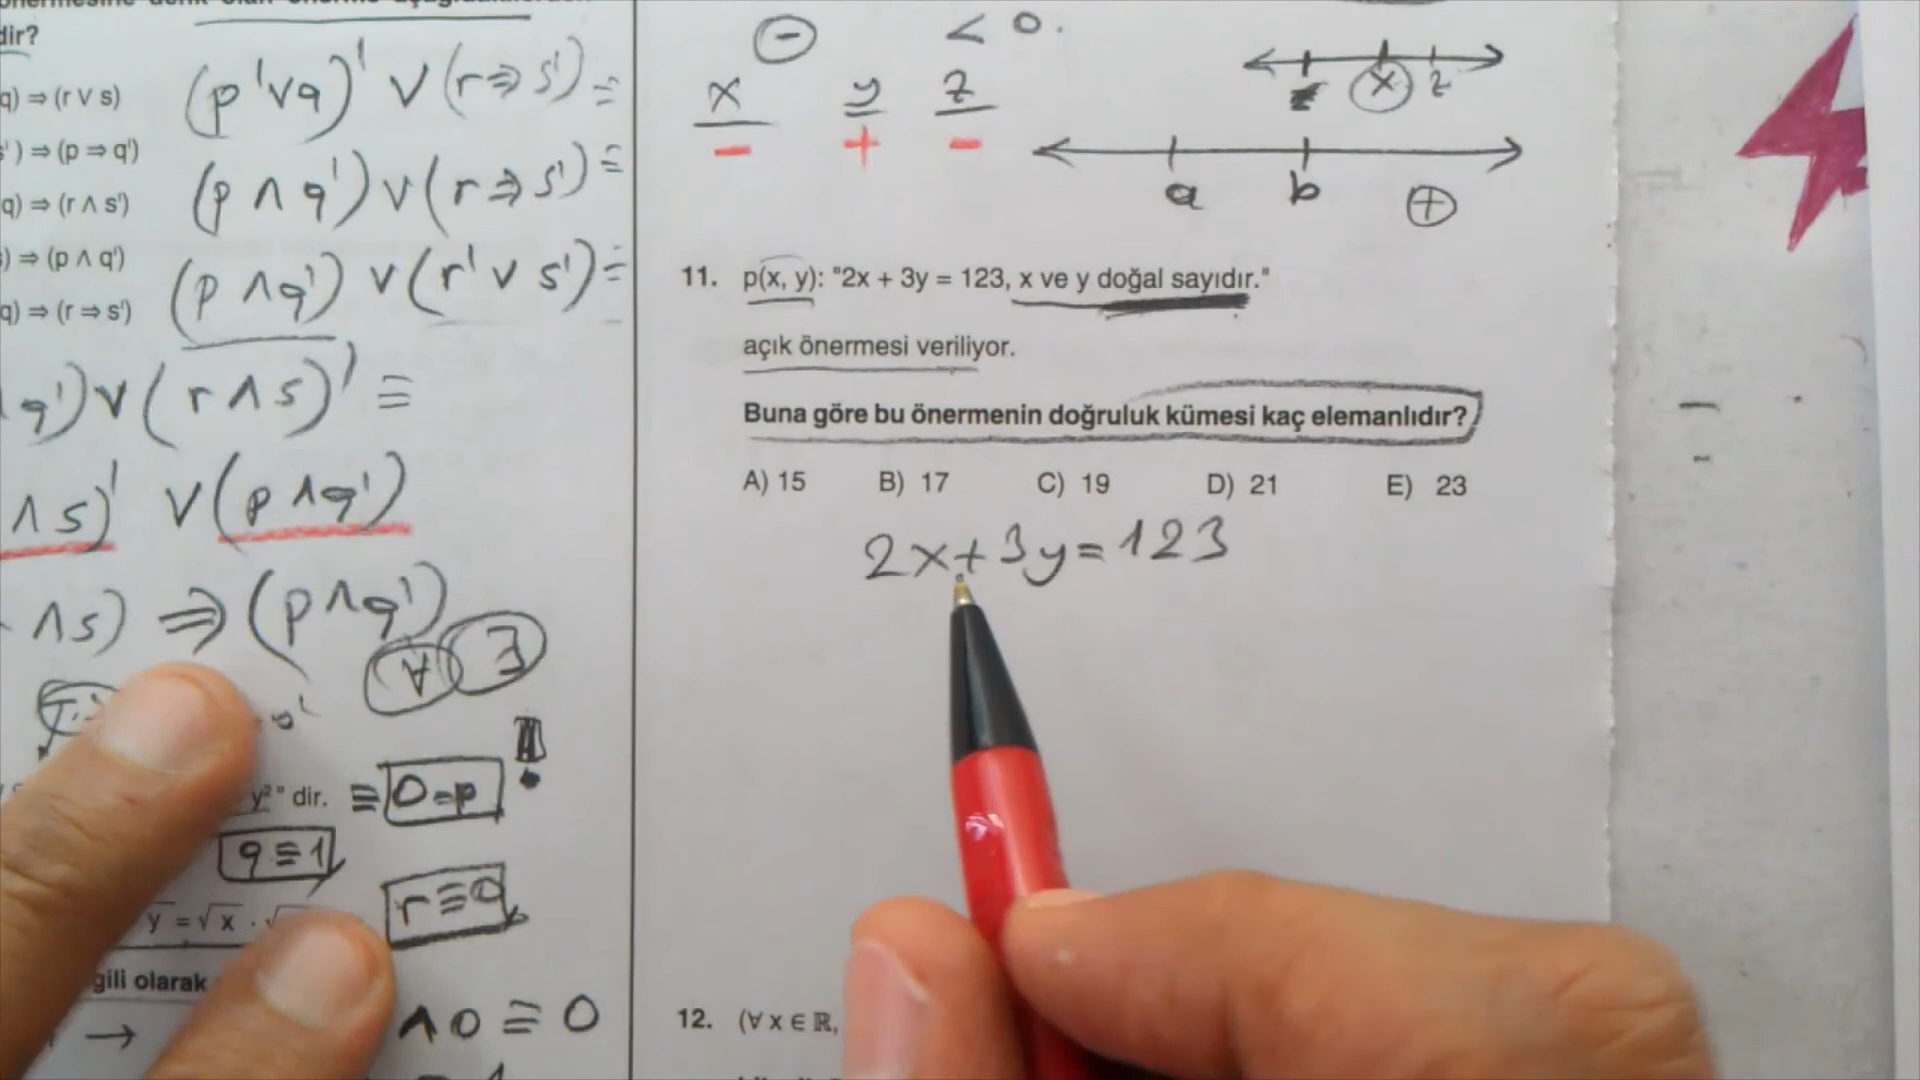 dir?
q) ⇒ (r ∨ s)
s') ⇒ (p ⇒ q')
q) ⇒ (r ∧ s')
) ⇒ (p ∧ q')
q) ⇒ (r ⇒ s')
(p' ∨ q)' ∨ (r ⇒ s') ≡
(p ∧ q') ∨ (r ⇒ s') ≡
(p ∧ q') ∨ (r' ∨ s') ≡
q') ∨ (r ∧ s)' ≡
∧ s)' ∨ (p ∧ q')
∧ s) ⇒ (p ∧ q')
∀ ∃
y² " dir. ≡ 0 ≡ p
q ≡ 1
r ≡ 0
y = √x · √
gili olarak
→ ∧ 0 ≡ 0
− < 0.
x y z
− + −
x z
a b +
11. p(x, y): "2x + 3y = 123, x ve y doğal sayıdır."
açık önermesi veriliyor.
Buna göre bu önermenin doğruluk kümesi kaç elemanlıdır?
A) 15 B) 17 C) 19 D) 21 E) 23
2x + 3y = 123
12. (∀ x ∈ ℝ,